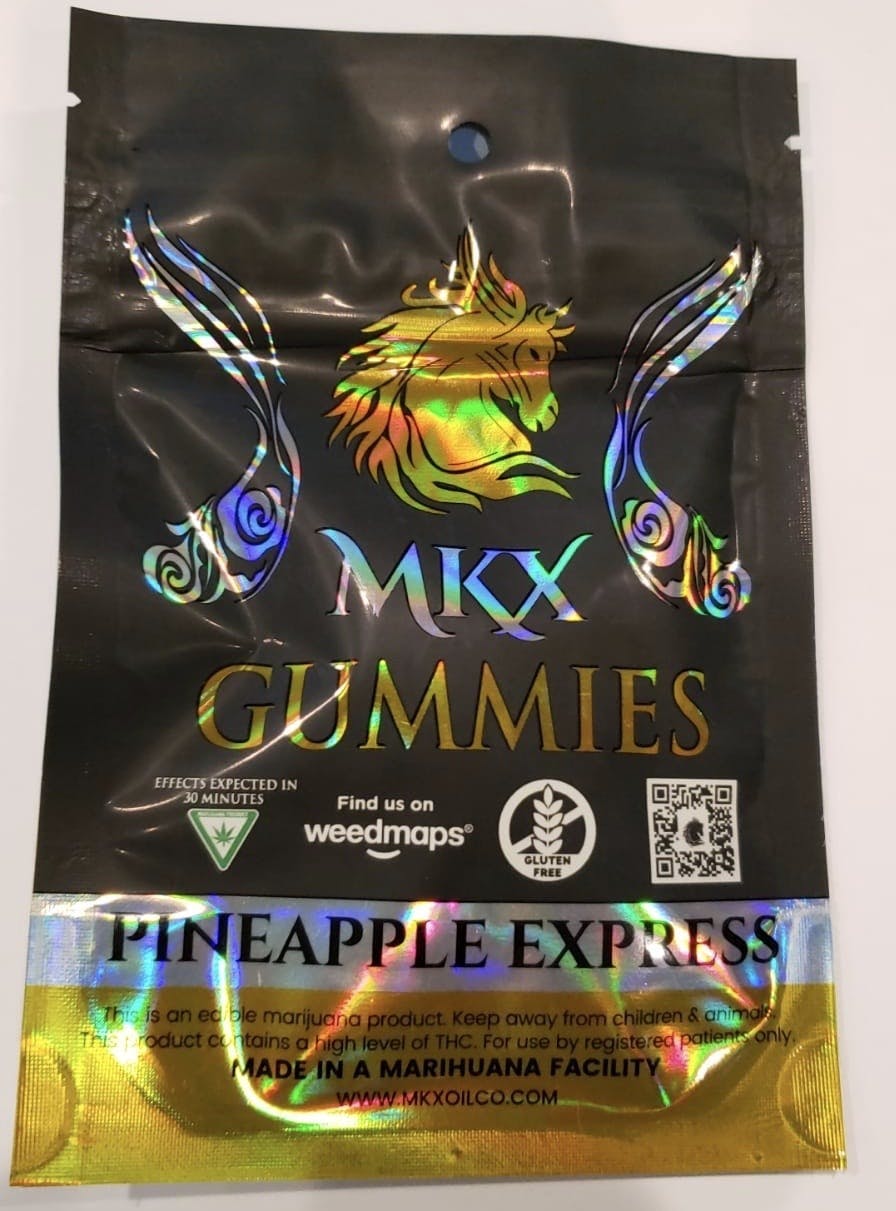 MKX
GUMMIES
EFFECTS EXPECTED IN
30 MINUTES
Find us on
weedmaps®
GLUTEN
FREE
PINEAPPLE EXPRESS
This is an edible marijuana product. Keep away from children & animals.
This product contains a high level of THC. For use by registered patients only.
MADE IN A MARIHUANA FACILITY
WWW.MKXOILCO.COM